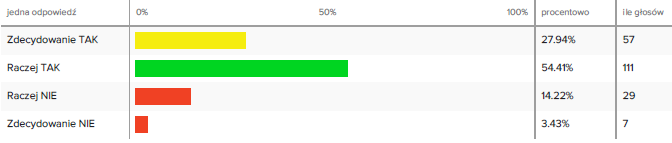 jedna odpowiedź 0% 50% 100% procentowo ile głosów
Zdecydowanie TAK 27.94% 57
Raczej TAK 54.41% 111
Raczej NIE 14.22% 29
Zdecydowanie NIE 3.43% 7